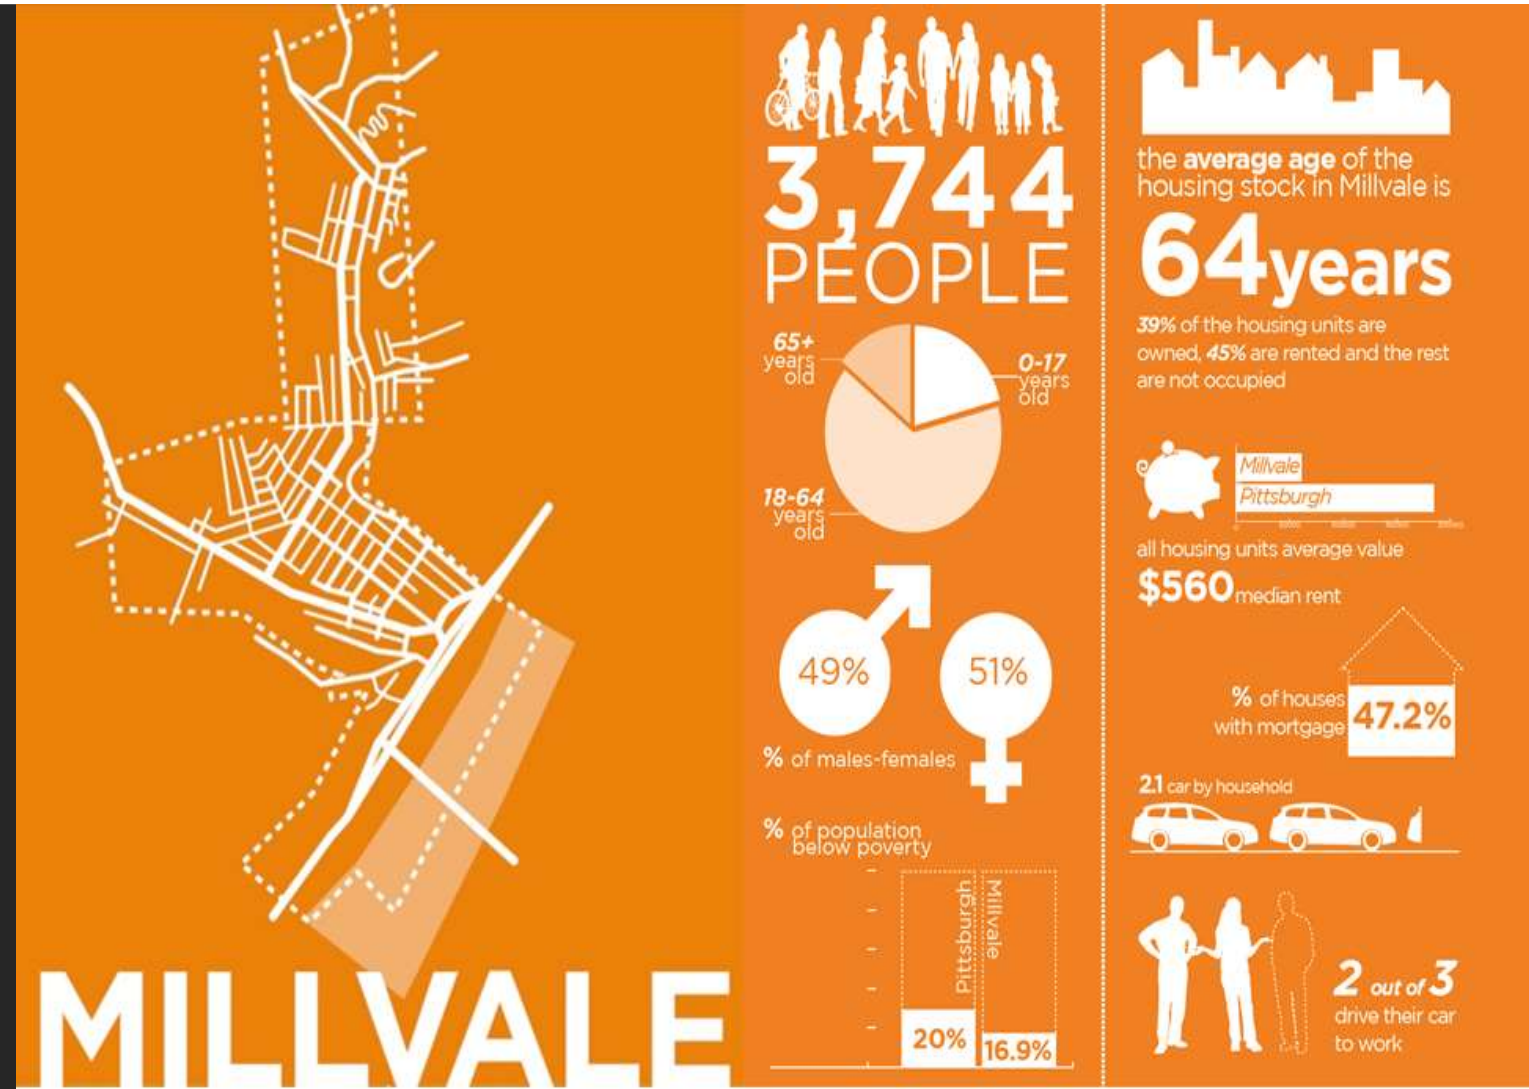 MILLVALE
3,744
PEOPLE
65+
years
old
0-17
years
old
18-64
years
old
49%
51%
% of males-females
% of population
below poverty
Pittsburgh
Millvale
20%
16.9%
the average age of the
housing stock in Millvale is
64years
39% of the housing units are
owned, 45% are rented and the rest
are not occupied
Millvale
Pittsburgh
0
all housing units average value
$560 median rent
% of houses
with mortgage
47.2%
2.1 car by household
2 out of 3
drive their car
to work